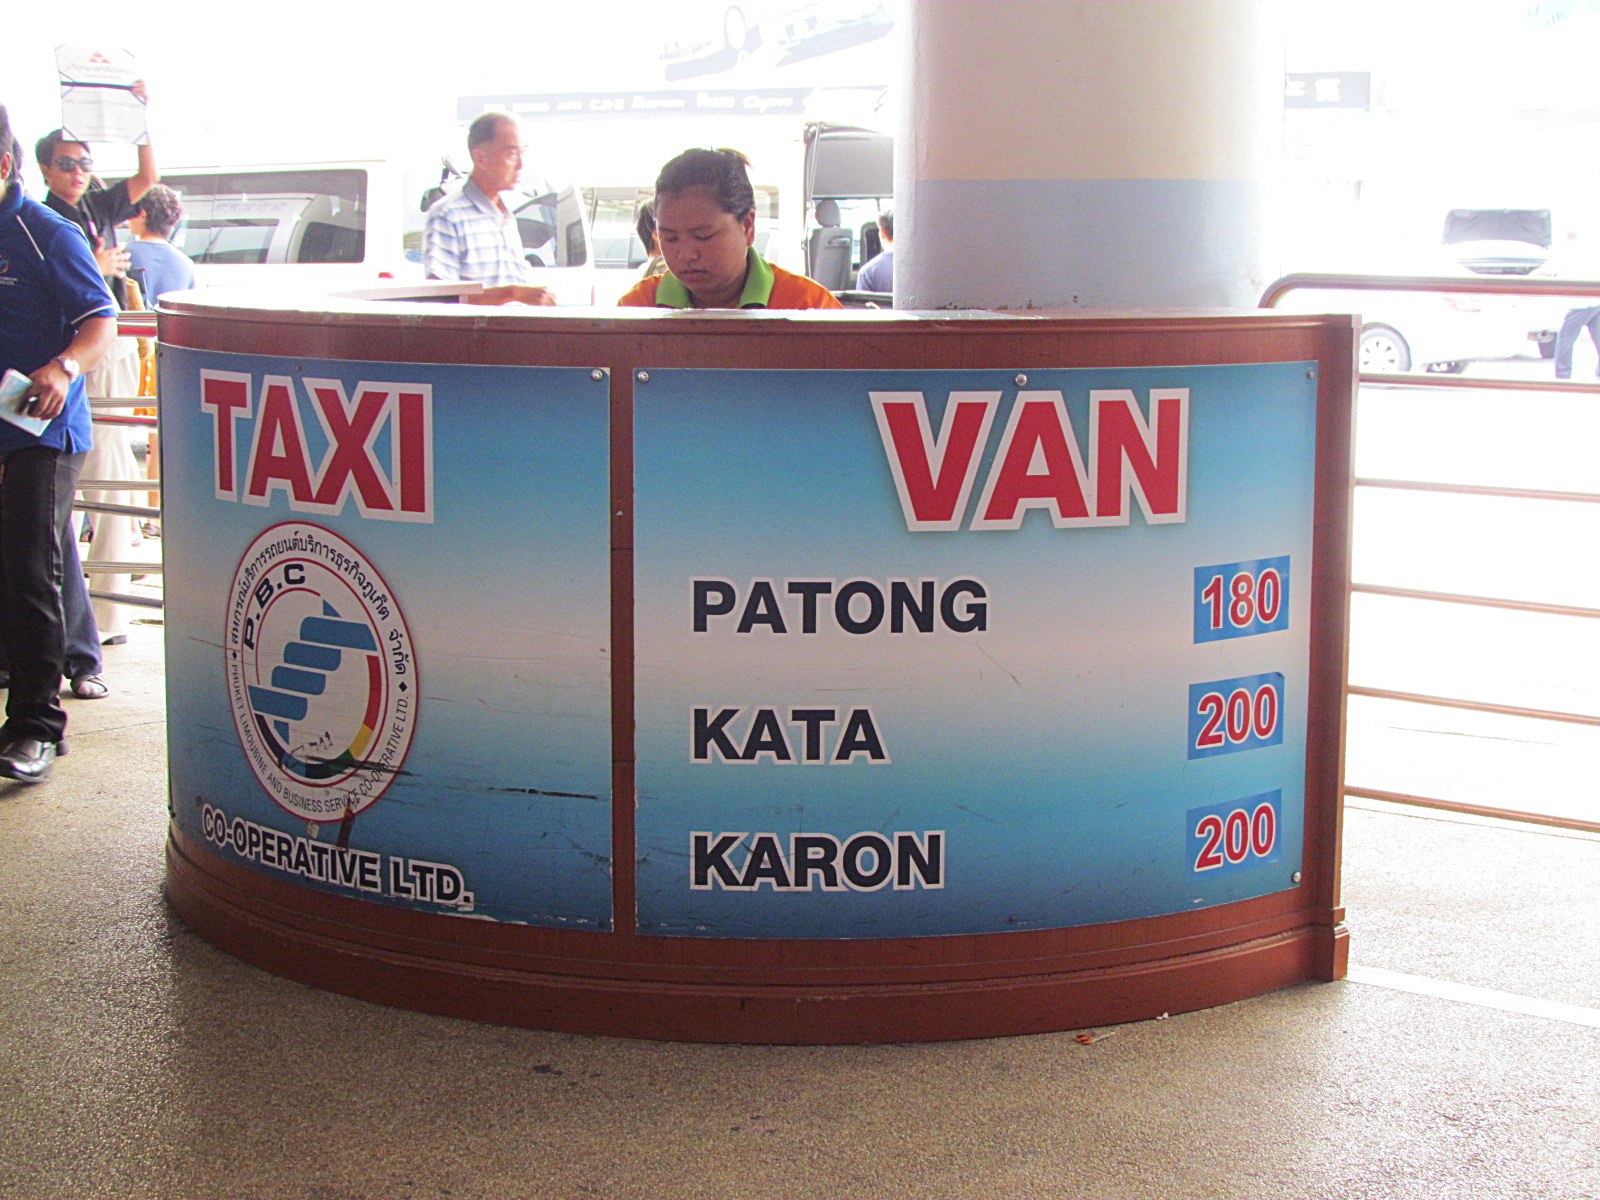 TAXI
สหกรณ์บริการรถยนต์บริการธุรกิจภูเก็ต จำกัด
P.B.C
PHUKET LIMOUSINE AND BUSINESS SERVICE CO-OPERATIVE LTD.
CO-OPERATIVE LTD.
VAN
PATONG 180
KATA 200
KARON 200